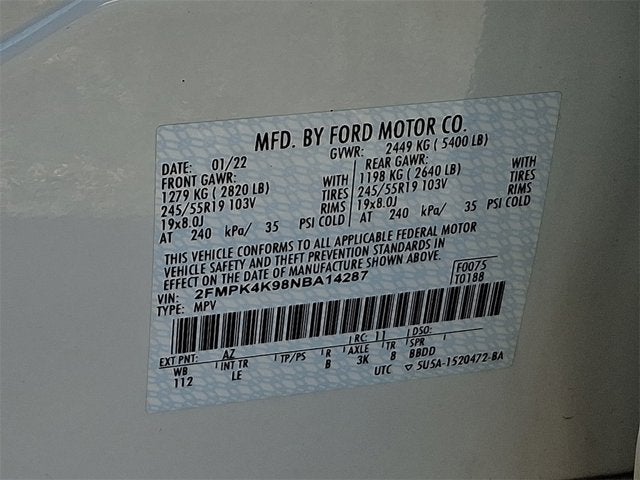 MFD. BY FORD MOTOR CO.
DATE: 01/22 GVWR: 2449 KG ( 5400 LB)
FRONT GAWR: REAR GAWR:
1279 KG ( 2820 LB) WITH 1198 KG ( 2640 LB) WITH
245/55R19 103V TIRES 245/55R19 103V TIRES
19x8.0J RIMS 19x8.0J RIMS
AT 240 kPa/ 35 PSI COLD AT 240 kPa/ 35 PSI COLD
THIS VEHICLE CONFORMS TO ALL APPLICABLE FEDERAL MOTOR
VEHICLE SAFETY AND THEFT PREVENTION STANDARDS IN
EFFECT ON THE DATE OF MANUFACTURE SHOWN ABOVE.
VIN: 2FMPK4K98NBA14287 F0075
TYPE: MPV T0188
EXT PNT: AZ RC: 11 DSO:
WB INT TR TP/PS R AXLE TR SPR
112 LE B 3K 8 BBDD
UTC ▽ 5U5A-1520472-BA